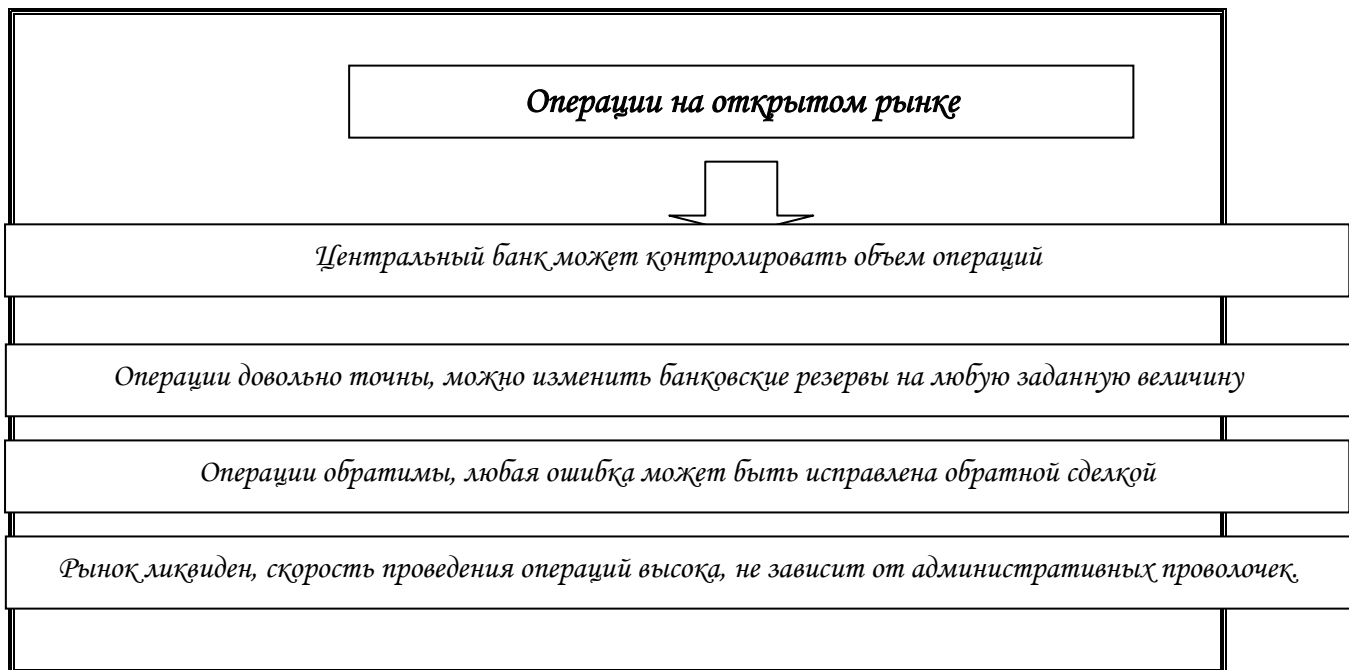 Операции на открытом рынке
Центральный банк может контролировать объем операций
Операции довольно точны, можно изменить банковские резервы на любую заданную величину
Операции обратимы, любая ошибка может быть исправлена обратной сделкой
Рынок ликвиден, скорость проведения операций высока, не зависит от административных проволочек.